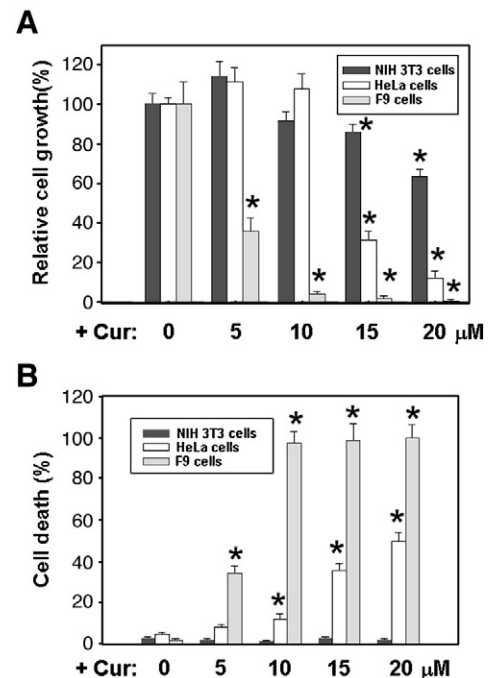 A
Relative cell growth(%)
120
100
80
60
40
20
0
NIH 3T3 cells
HeLa cells
F9 cells
*
*
*
*
*
*
*
*
+ Cur: 0 5 10 15 20 μM
B
Cell death (%)
120
100
80
60
40
20
0
NIH 3T3 cells
HeLa cells
F9 cells
*
*
*
*
*
*
*
+ Cur: 0 5 10 15 20 μM